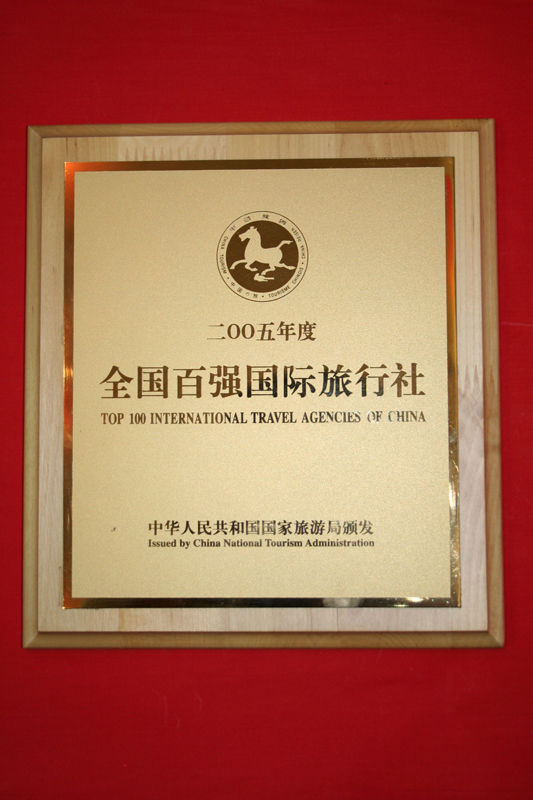 二OO五年度
全国百强国际旅行社
TOP 100 INTERNATIONAL TRAVEL AGENCIES OF CHINA
中华人民共和国国家旅游局颁发
Issued by China National Tourism Administration